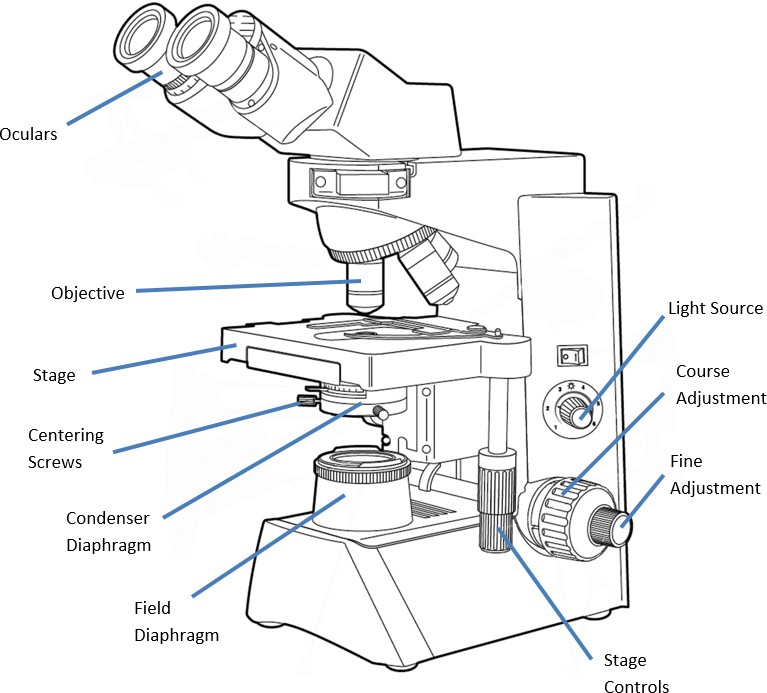 Oculars
Objective
Stage
Centering
Screws
Condenser
Diaphragm
Field
Diaphragm
Light Source
Course
Adjustment
Fine
Adjustment
Stage
Controls